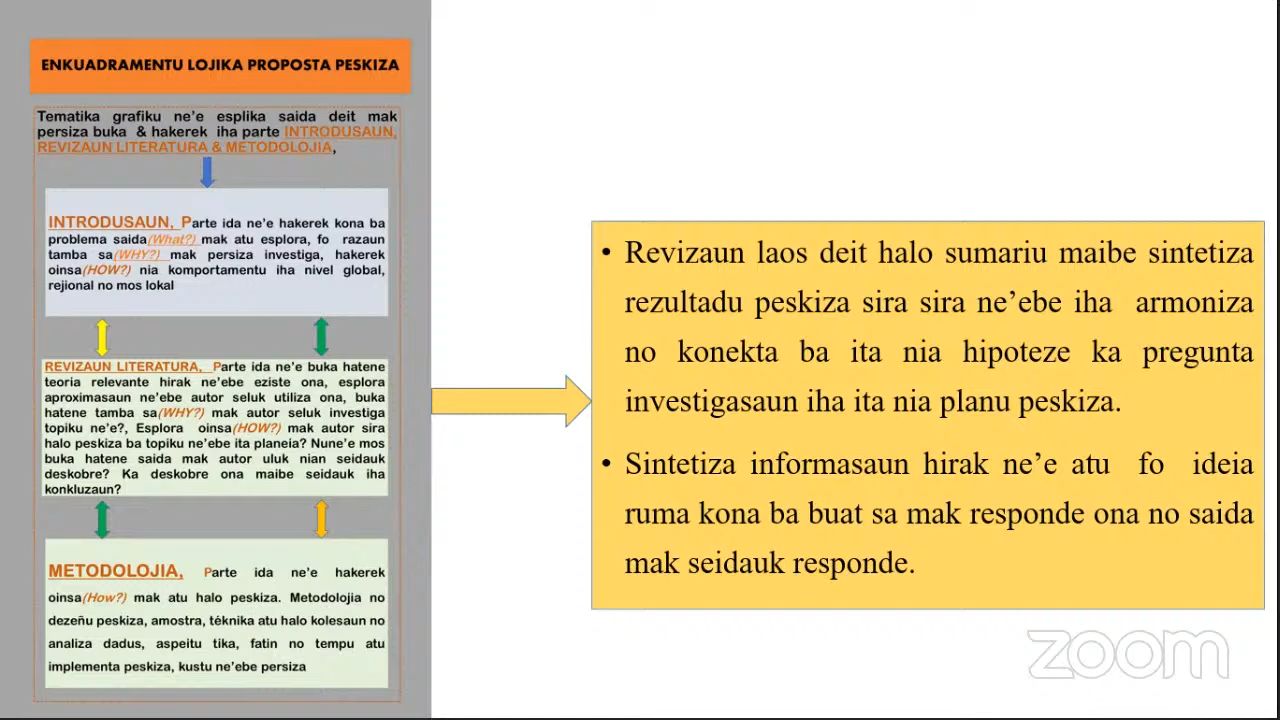 ENKUADRAMENTU LOJIKA PROPOSTA PESKIZA
Tematika grafiku ne'e esplika saida deit mak
persiza buka & hakerek iha parte INTRODUSAUN,
REVIZAUN LITERATURA & METODOLOJIA,
INTRODUSAUN, Parte ida ne'e hakerek kona ba
problema saida(What?) mak atu esplora, fo razaun
tamba sa(WHY?) mak persiza investiga, hakerek
oinsa(HOW?) nia komportamentu iha nivel global,
rejional no mos lokal
REVIZAUN LITERATURA, Parte ida ne'e buka hatene
teoria relevante hirak ne'ebe eziste ona, esplora
aproximasaun ne'ebe autor seluk utiliza ona, buka
hatene tamba sa(WHY?) mak autor seluk investiga
topiku ne'e?, Esplora oinsa(HOW?) mak autor sira
halo peskiza ba topiku ne'ebe ita planeia? Nune'e mos
buka hatene saida mak autor uluk nian seidauk
deskobre? Ka deskobre ona maibe seidauk iha
konkluzaun?
METODOLOJIA, Parte ida ne'e hakerek
oinsa(How?) mak atu halo peskiza. Metodolojia no
dezeñu peskiza, amostra, téknika atu halo kolesaun no
analiza dadus, aspeitu tika, fatin no tempu atu
implementa peskiza, kustu ne'ebe persiza
• Revizaun laos deit halo sumariu maibe sintetiza
rezultadu peskiza sira sira ne'ebe iha armoniza
no konekta ba ita nia hipoteze ka pregunta
investigasaun iha ita nia planu peskiza.
• Sintetiza informasaun hirak ne'e atu fo ideia
ruma kona ba buat sa mak responde ona no saida
mak seidauk responde.
zoom